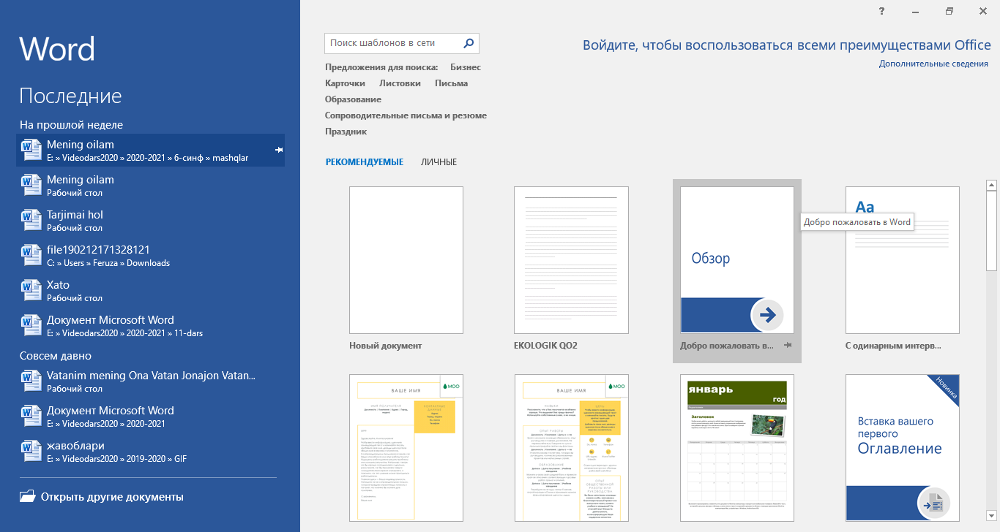 Word
Последние
На прошлой неделе
Mening oilam
E: » Videodars2020 » 2020-2021 » 6-синф » mashqlar
Mening oilam
Рабочий стол
Tarjimai hol
Рабочий стол
file190212171328121
C: » Users » Feruza » Downloads
Xato
Рабочий стол
Документ Microsoft Word
E: » Videodars2020 » 2020-2021 » 11-dars
Совсем давно
Vatanim mening Ona Vatan Jonajon Vatan...
Рабочий стол
Документ Microsoft Word
E: » Videodars2020 » 2020-2021
жавоблари
E: » Videodars2020 » 2019-2020 » GIF
Открыть другие документы
?
Поиск шаблонов в сети
Войдите, чтобы воспользоваться всеми преимуществами Office
Дополнительные сведения
Предложения для поиска: Бизнес
Карточки Листовки Письма
Образование
Сопроводительные письма и резюме
Праздник
РЕКОМЕНДУЕМЫЕ ЛИЧНЫЕ
Обзор
Aa
Добро пожаловать в Word
Новый документ
EKOLOGIK QO2
Добро пожаловать в...
С одинарным интерв...
ВАШЕ ИМЯ
MOO
ВАШЕ ИМЯ
MOO
январь
год
Заголовок
Новинка
Вставка вашего
первого
Оглавление